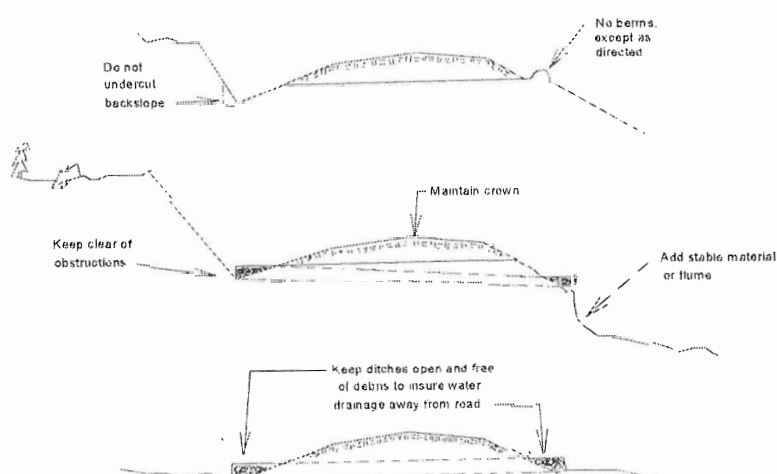 No berms,
except as
directed
Do not
undercut
backslope
Maintain crown
Keep clear of
obstructions
Add stable material
or flume
Keep ditches open and free
of debris to insure water
drainage away from road